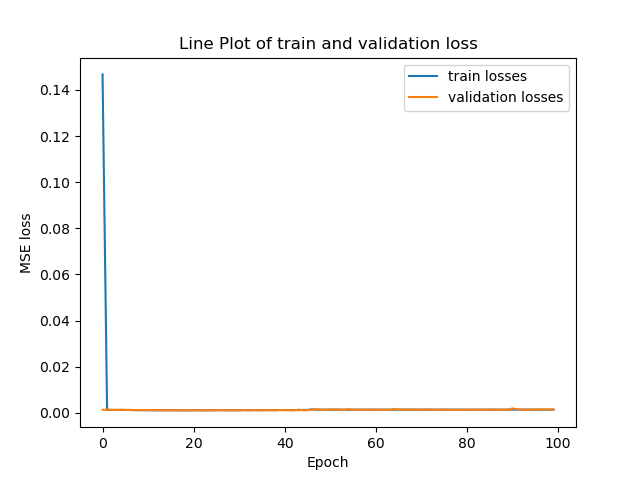 Line Plot of train and validation loss
train losses
validation losses
MSE loss
0.14
0.12
0.10
0.08
0.06
0.04
0.02
0.00
0 20 40 60 80 100
Epoch